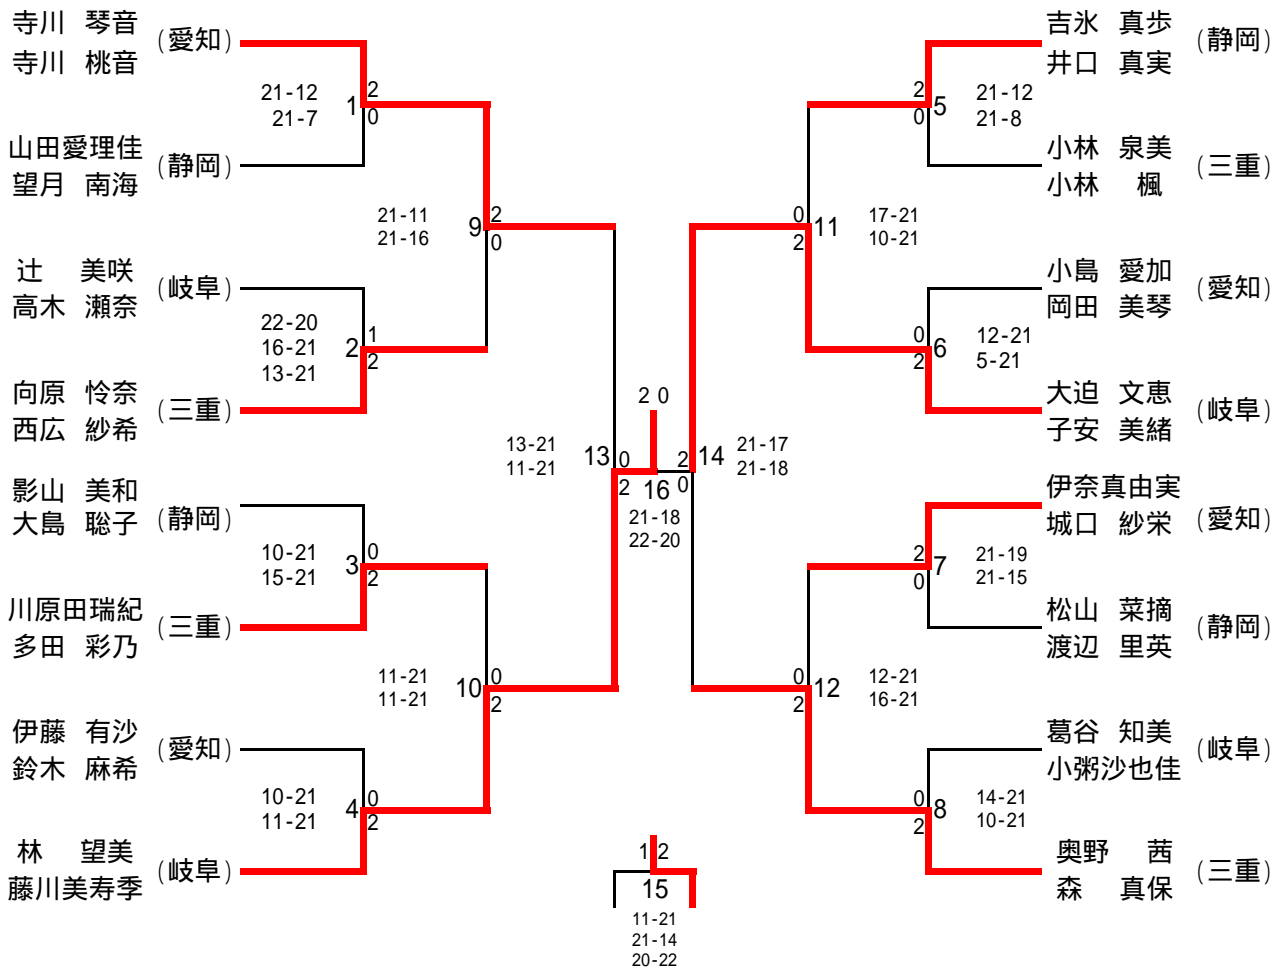 寺川 琴音
寺川 桃音
(愛知)
21-12
21-7
1
2
0
山田愛理佳
望月 南海
(静岡)
21-11
21-16
9
2
0
辻 美咲
高木 瀬奈
(岐阜)
22-20
16-21
13-21
2
1
2
向原 怜奈
西広 紗希
(三重)
13-21
11-21
13
0
2
影山 美和
大島 聡子
(静岡)
10-21
15-21
3
0
2
川原田瑞紀
多田 彩乃
(三重)
11-21
11-21
10
0
2
伊藤 有沙
鈴木 麻希
(愛知)
10-21
11-21
4
0
2
林 望美
藤川美寿季
(岐阜)
2 0
16
21-18
22-20
1 2
15
11-21
21-14
20-22
吉氷 真歩
井口 真実
(静岡)
2
0
5
21-12
21-8
小林 泉美
小林 楓
(三重)
0
2
11
17-21
10-21
小島 愛加
岡田 美琴
(愛知)
0
2
6
12-21
5-21
大迫 文恵
子安 美緒
(岐阜)
2
0
14
21-17
21-18
伊奈真由実
城口 紗栄
(愛知)
2
0
7
21-19
21-15
松山 菜摘
渡辺 里英
(静岡)
0
2
12
12-21
16-21
葛谷 知美
小粥沙也佳
(岐阜)
0
2
8
14-21
10-21
奥野 茜
森 真保
(三重)